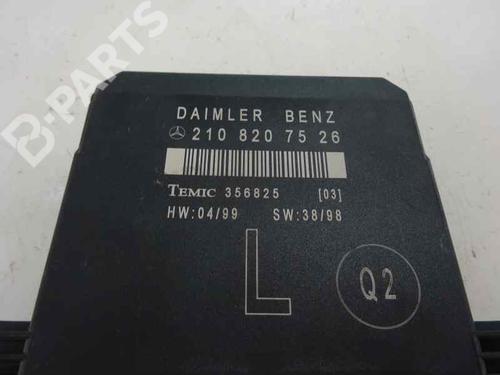 B-PARTS
DAIMLER BENZ
210 820 75 26
TEMIC 356825 [03]
HW:04/99 SW:38/98
L
Q2